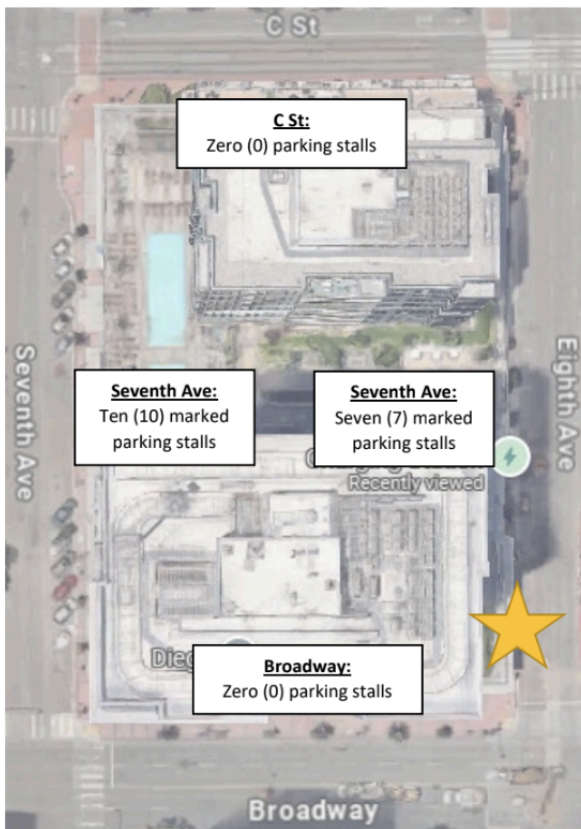 C St
C St:
Zero (0) parking stalls
Seventh Ave
Seventh Ave:
Ten (10) marked
parking stalls
Seventh Ave:
Seven (7) marked
parking stalls
Eighth Ave
Recently viewed
Broadway:
Zero (0) parking stalls
Broadway